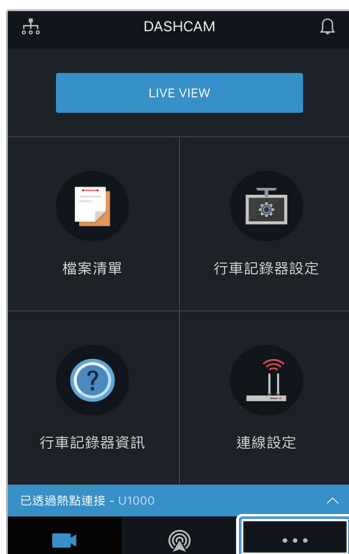 DASHCAM
LIVE VIEW
檔案清單
行車記錄器設定
?
行車記錄器資訊
連線設定
已透過熱點連接 - U1000